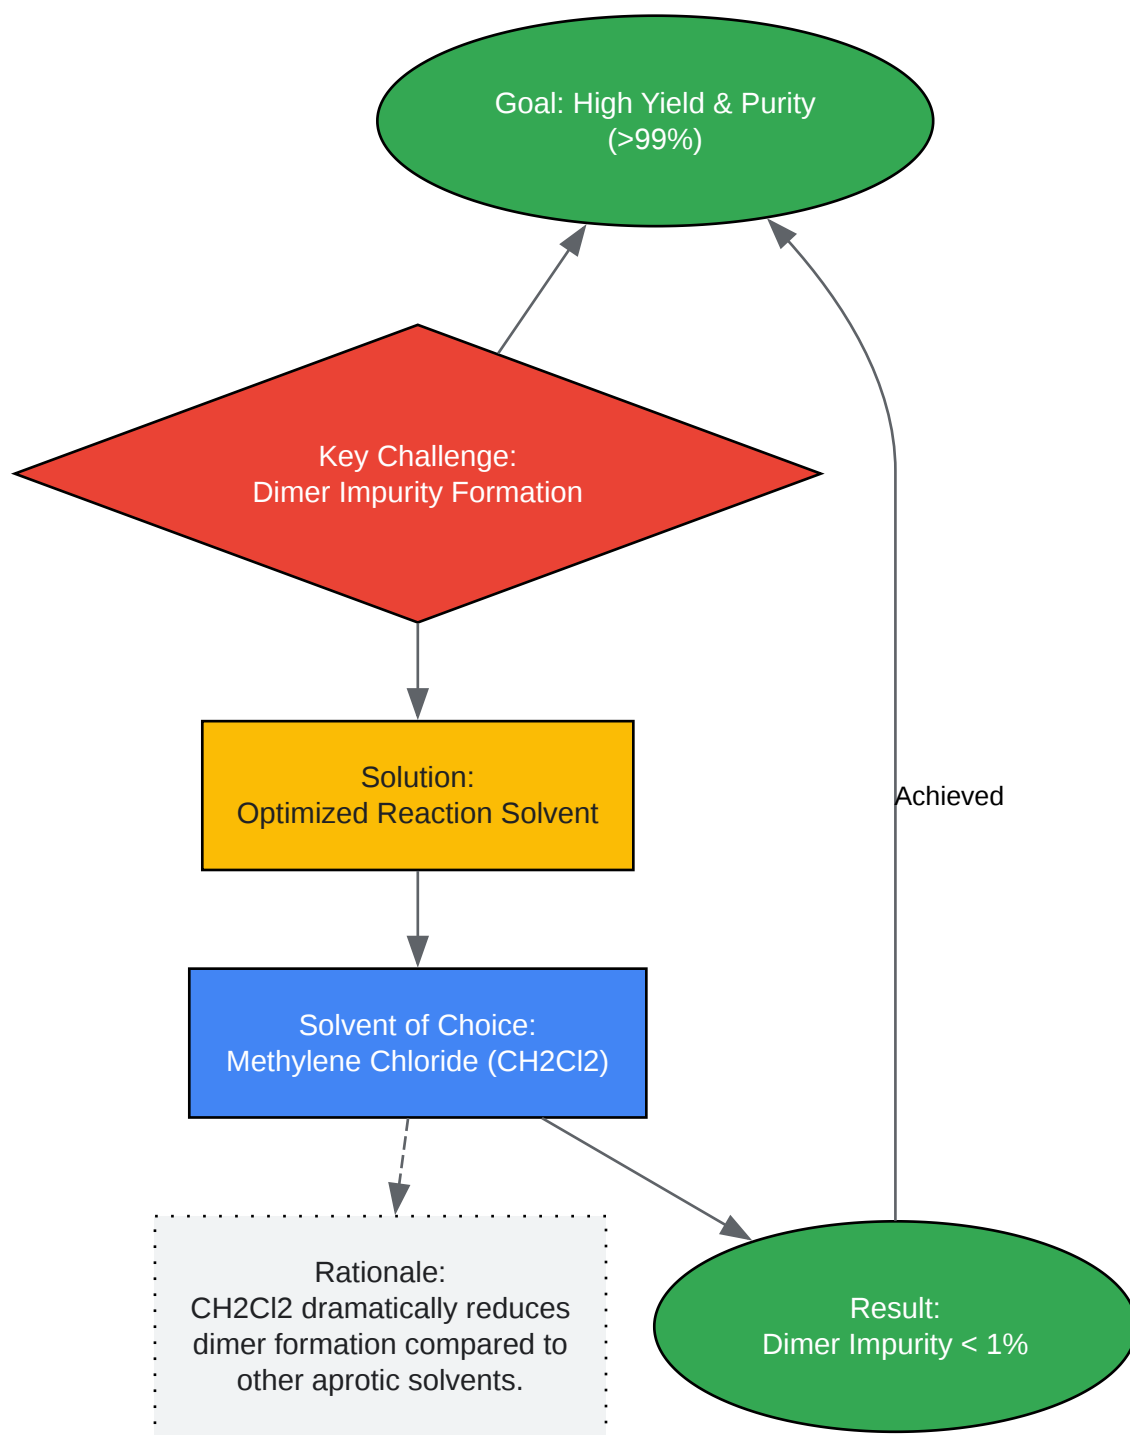 Goal: High Yield & Purity
(>99%)
Key Challenge:
Dimer Impurity Formation
Solution:
Optimized Reaction Solvent
Achieved
Solvent of Choice:
Methylene Chloride (CH2Cl2)
Rationale:
CH2Cl2 dramatically reduces
dimer formation compared to
other aprotic solvents.
Result:
Dimer Impurity < 1%